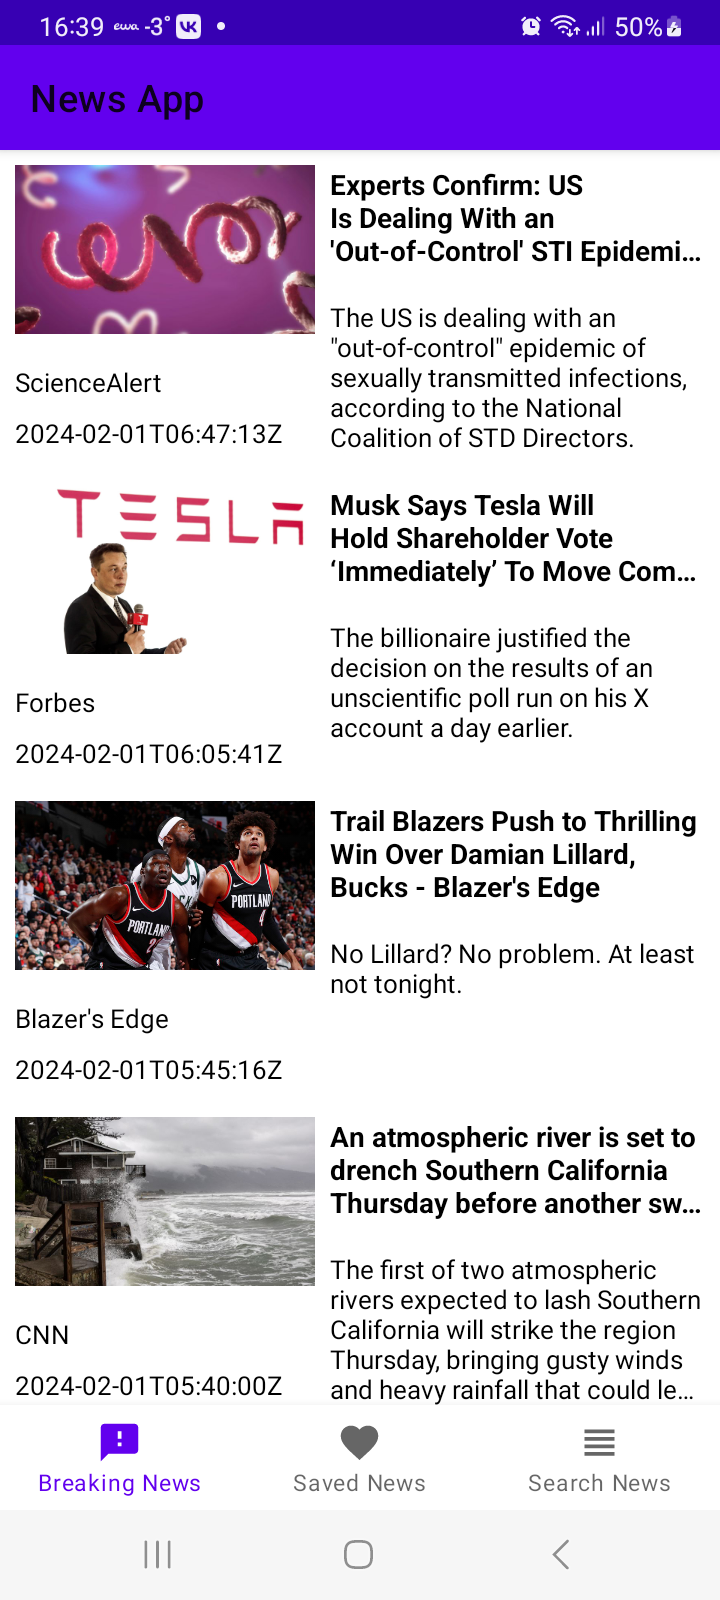 16:39 ewa -3° VK 50%
News App
Experts Confirm: US
Is Dealing With an
'Out-of-Control' STI Epidemi...
The US is dealing with an
"out-of-control" epidemic of
sexually transmitted infections,
according to the National
Coalition of STD Directors.
ScienceAlert
2024-02-01T06:47:13Z
TESLA
Musk Says Tesla Will
Hold Shareholder Vote
‘Immediately’ To Move Com...
The billionaire justified the
decision on the results of an
unscientific poll run on his X
account a day earlier.
Forbes
2024-02-01T06:05:41Z
PORTLAND
PORTLAND
4
Trail Blazers Push to Thrilling
Win Over Damian Lillard,
Bucks - Blazer's Edge
No Lillard? No problem. At least
not tonight.
Blazer's Edge
2024-02-01T05:45:16Z
An atmospheric river is set to
drench Southern California
Thursday before another sw...
The first of two atmospheric
rivers expected to lash Southern
California will strike the region
Thursday, bringing gusty winds
and heavy rainfall that could le...
CNN
2024-02-01T05:40:00Z
Breaking News
Saved News
Search News